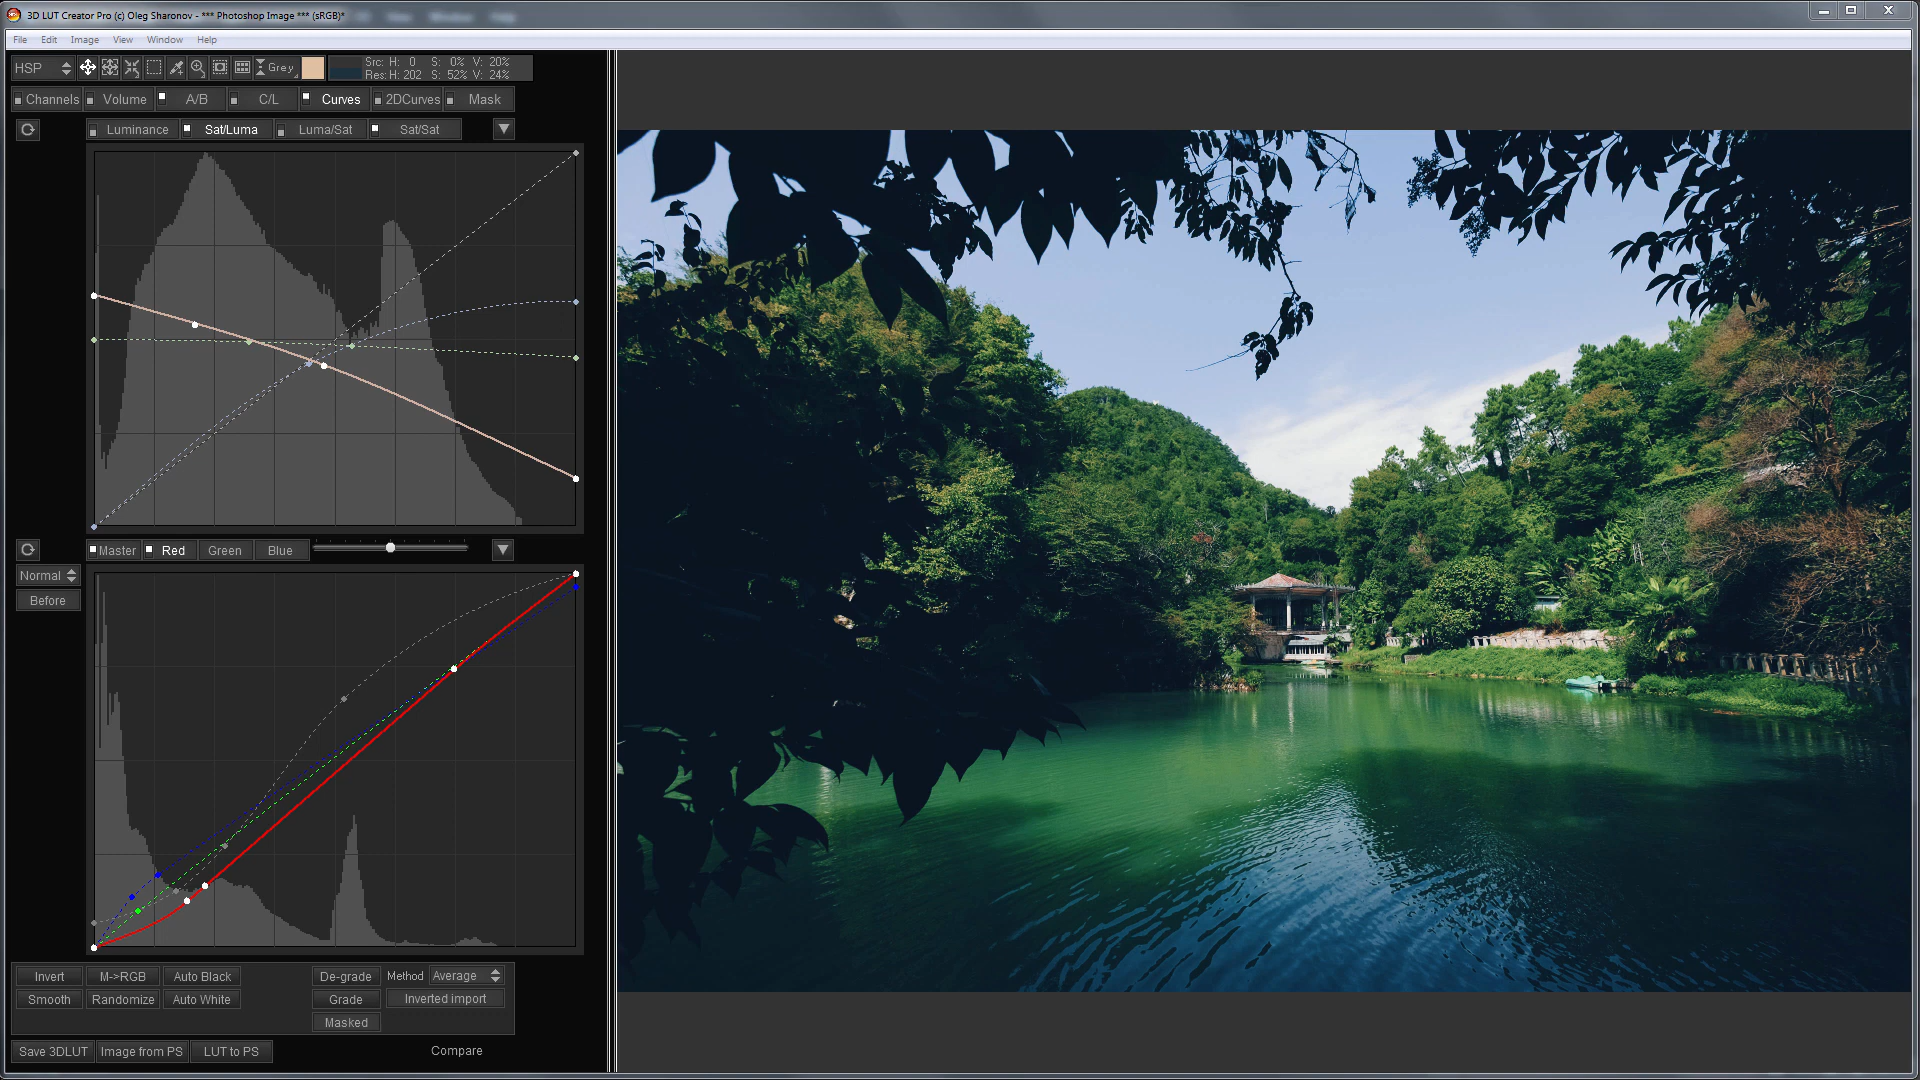 3D LUT Creator Pro (c) Oleg Sharonov - *** Photoshop Image *** (sRGB)*
File Edit Image View Window Help
HSP Grey Src: H: 0 S: 0% V: 20%
Res: H: 202 S: 52% V: 24%
Channels Volume A/B C/L Curves 2DCurves Mask
Luminance Sat/Luma Luma/Sat Sat/Sat
Master Red Green Blue
Normal
Before
Invert M->RGB Auto Black De-grade Method Average
Smooth Randomize Auto White Grade Inverted import
Masked
Save 3DLUT Image from PS LUT to PS Compare